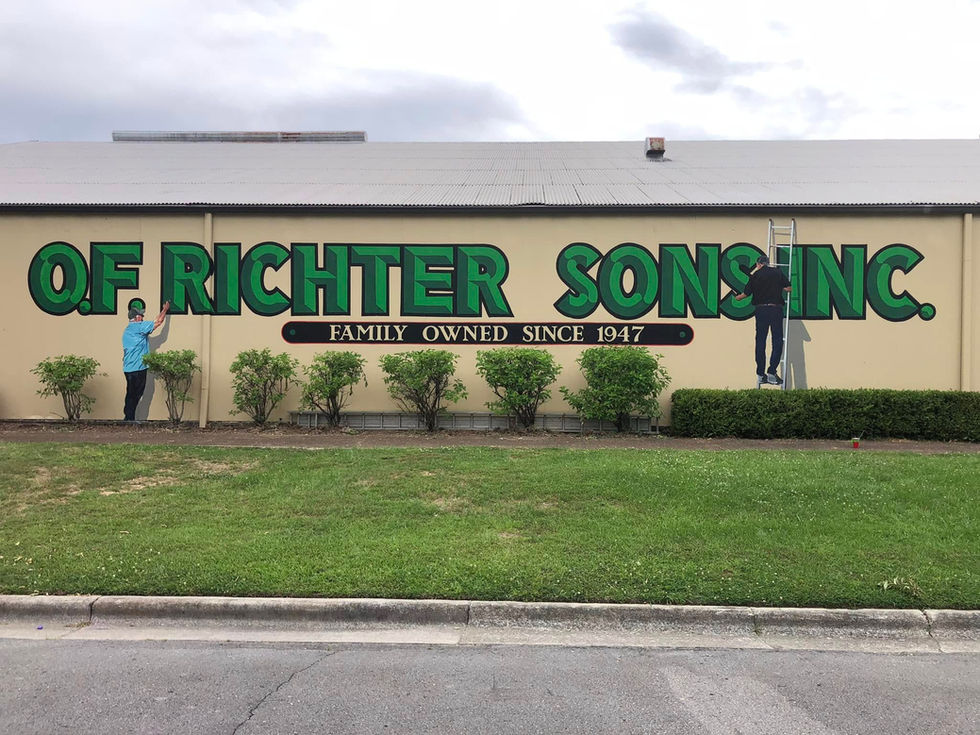 O.F. RICHTER SONS INC.
FAMILY OWNED SINCE 1947